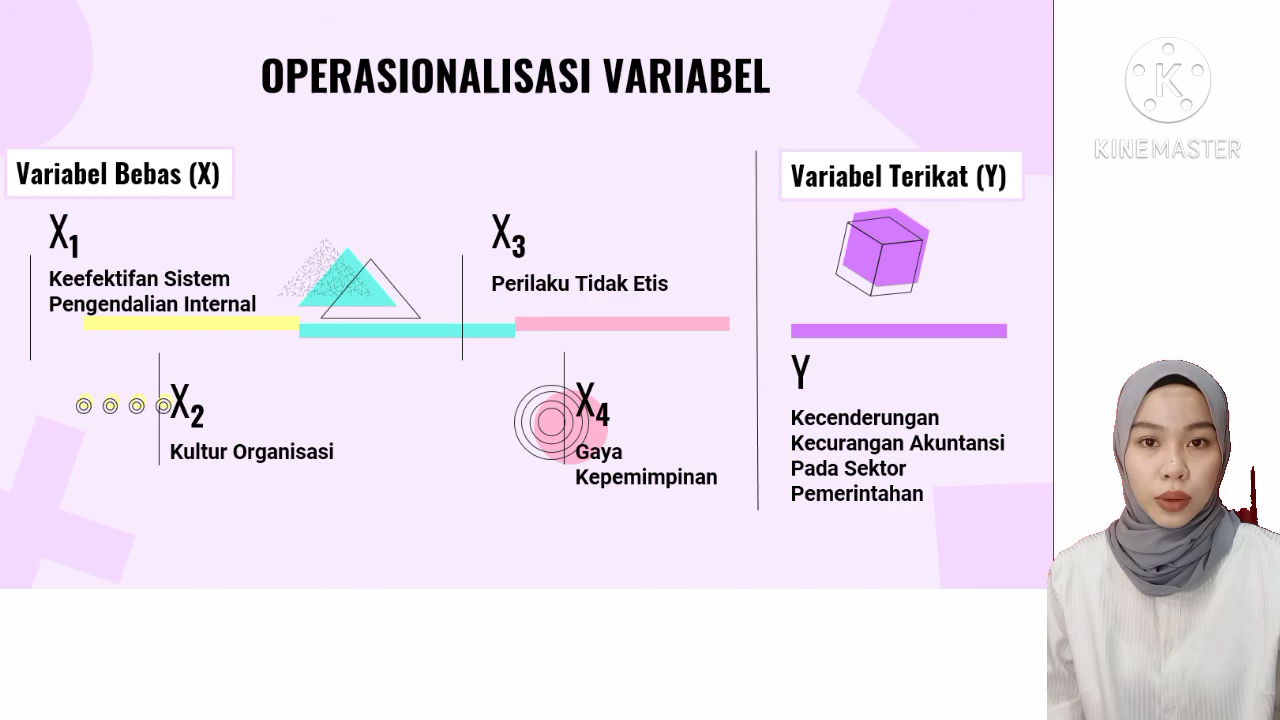 OPERASIONALISASI VARIABEL
Variabel Bebas (X)
X1
Keefektifan Sistem
Pengendalian Internal
X2
Kultur Organisasi
X3
Perilaku Tidak Etis
X4
Gaya
Kepemimpinan
Variabel Terikat (Y)
Y
Kecenderungan
Kecurangan Akuntansi
Pada Sektor
Pemerintahan
K
KINEMASTER